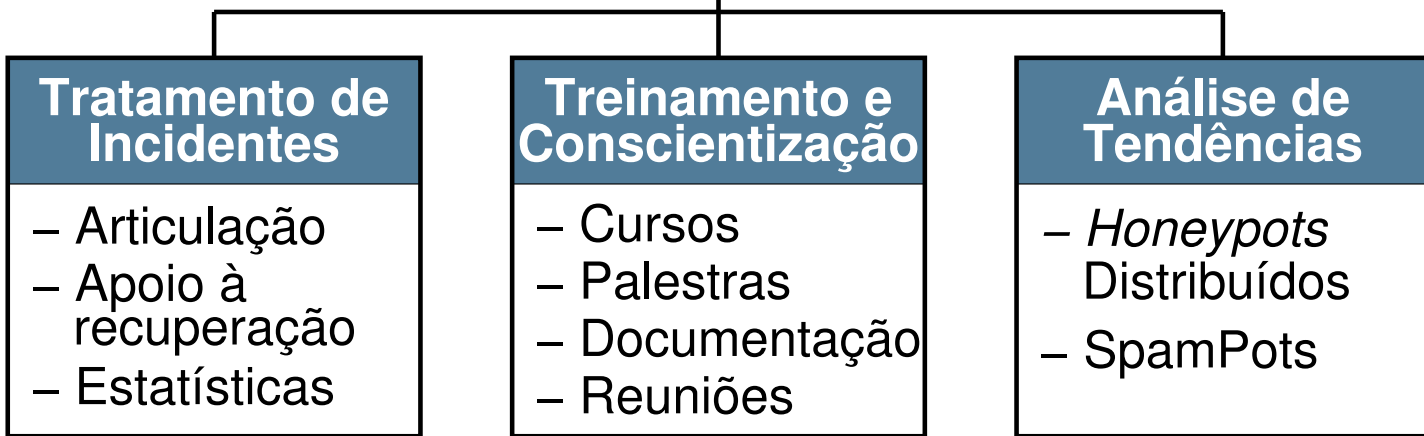 Tratamento de
Incidentes
– Articulação
– Apoio à
recuperação
– Estatísticas
Treinamento e
Conscientização
– Cursos
– Palestras
– Documentação
– Reuniões
Análise de
Tendências
– Honeypots
Distribuídos
– SpamPots